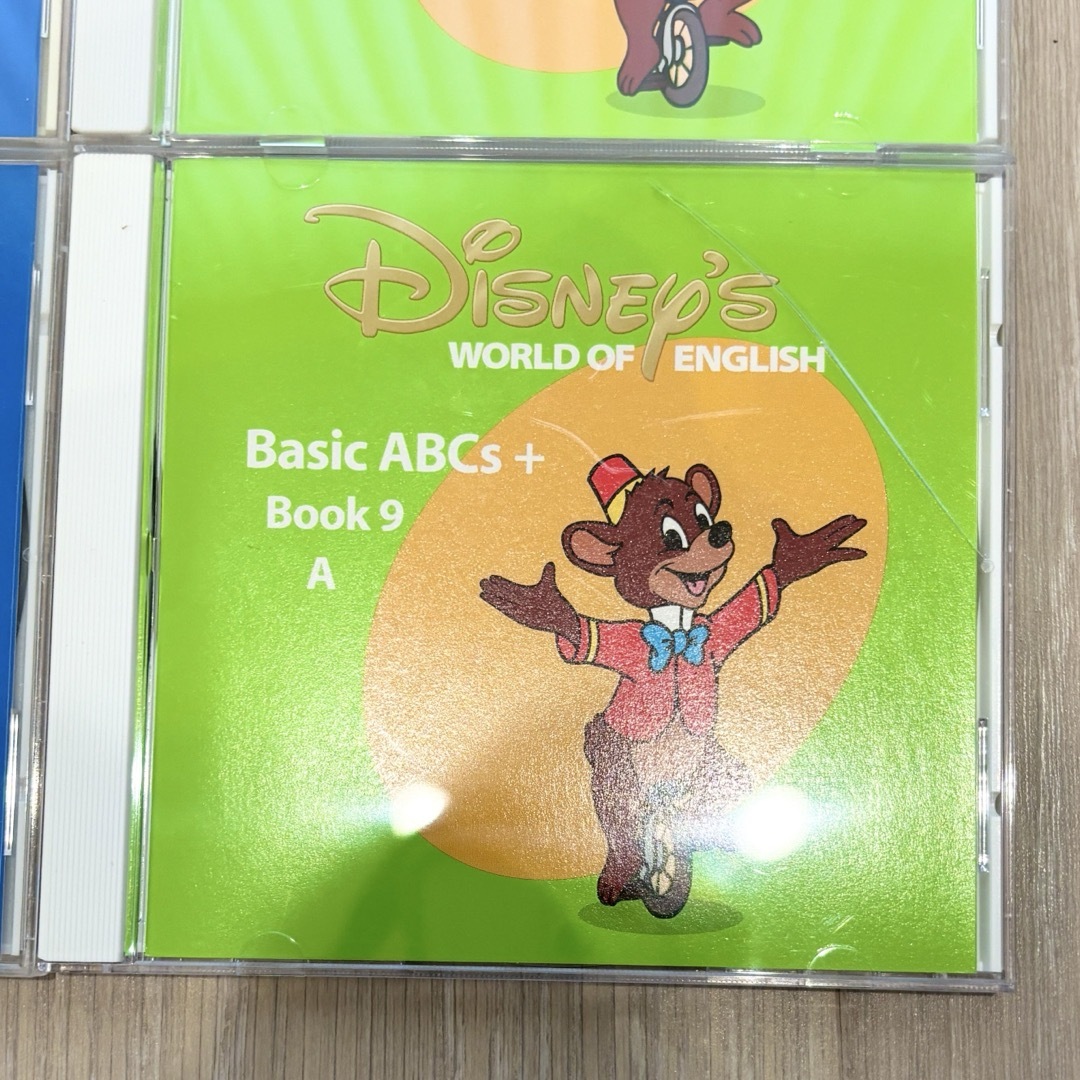 Disney's
WORLD OF ENGLISH
Basic ABCs +
Book 9
A